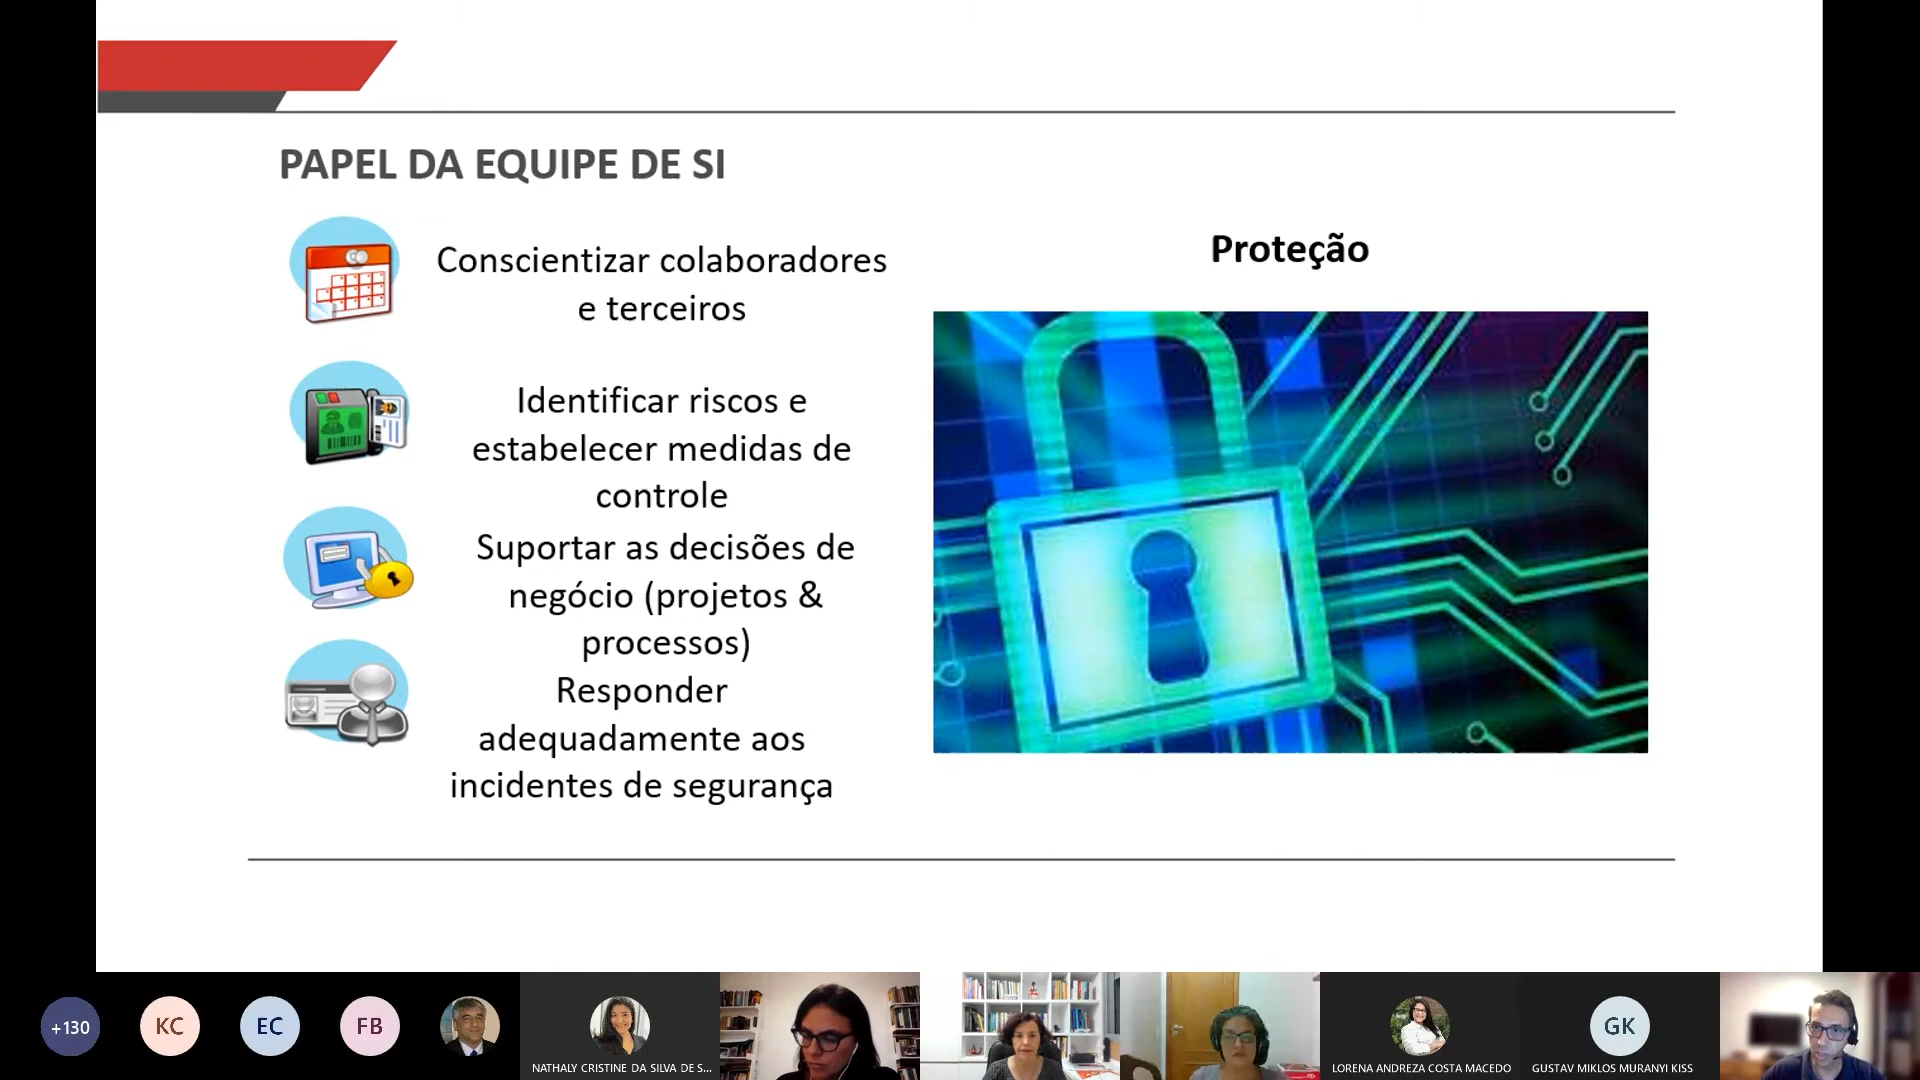 PAPEL DA EQUIPE DE SI
Conscientizar colaboradores
e terceiros
Identificar riscos e
estabelecer medidas de
controle
Suportar as decisões de
negócio (projetos &
processos)
Responder
adequadamente aos
incidentes de segurança
Proteção
+130
KC
EC
FB
NATHALY CRISTINE DA SILVA DE S...
LORENA ANDREZA COSTA MACEDO
GK
GUSTAV MIKLOS MURANYI KISS